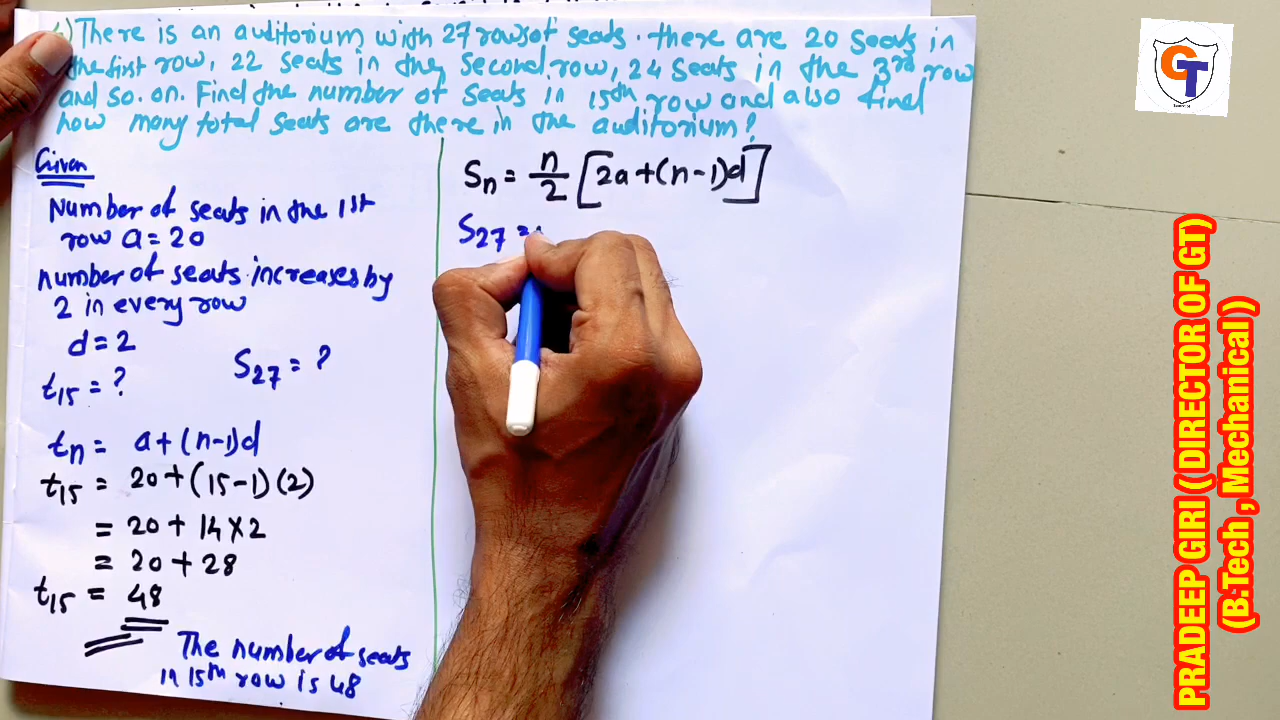 There is an auditorium with 27 rows of seats. there are 20 seats in
the first row, 22 seats in the second row, 24 seats in the 3rd row
and so. on. Find the number of seats in 15th row and also find
how many total seats are there in the auditorium?
Given
Number of seats in the 1st
row a = 20
number of seats increases by
2 in every row
d = 2
t15 = ?
S27 = ?
tn = a + (n-1)d
t15 = 20 + (15-1)(2)
= 20 + 14 × 2
= 20 + 28
t15 = 48
The number of seats
in 15th row is 48
Sn = n/2 [2a + (n-1)d]
S27 =
GT
PRADEEP GIRI ( DIRECTOR OF GT)
(B.Tech , Mechanical )